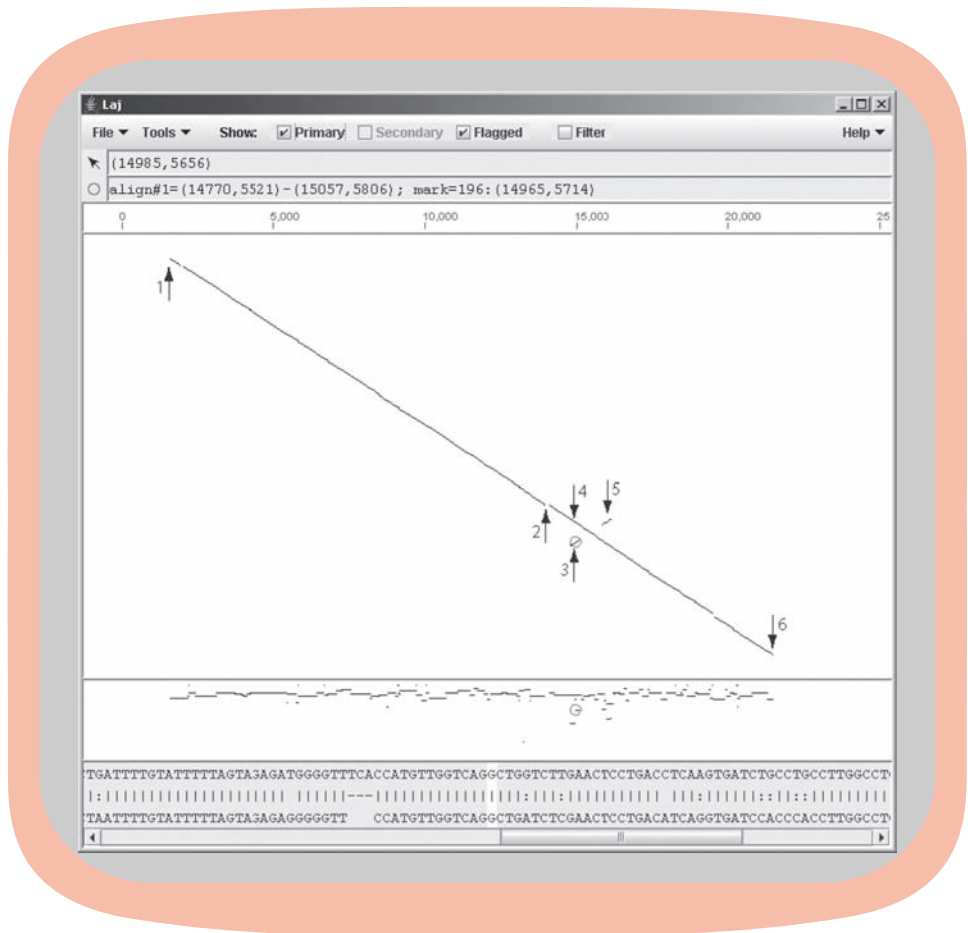 Laj
File Tools Show: Primary Secondary Flagged Filter Help
(14985,5656)
align#1=(14770,5521)-(15057,5806); mark=196:(14965,5714)
0 5,000 10,000 15,000 20,000 25
1
4 5
2
3
6
TGATTTTGTATTTTTAGTAGAGATGGGGTTTCACCATGTTGGTCAGGCTGGTCTTGAACTCCTGACCTCAAGTGATCTGCCTGCCTTGGCCT
|:|||||||||||||||||||| ||||||---|||||||||||||||||:|||:||||||||||| |||:||||||::||::||||||||||
TAATTTTGTATTTTTAGTAGAGAGGGGGTT CCATGTTGGTCAGGCTGATCTCGAACTCCTGACATCAGGTGATCCACCCACCTTGGCCT